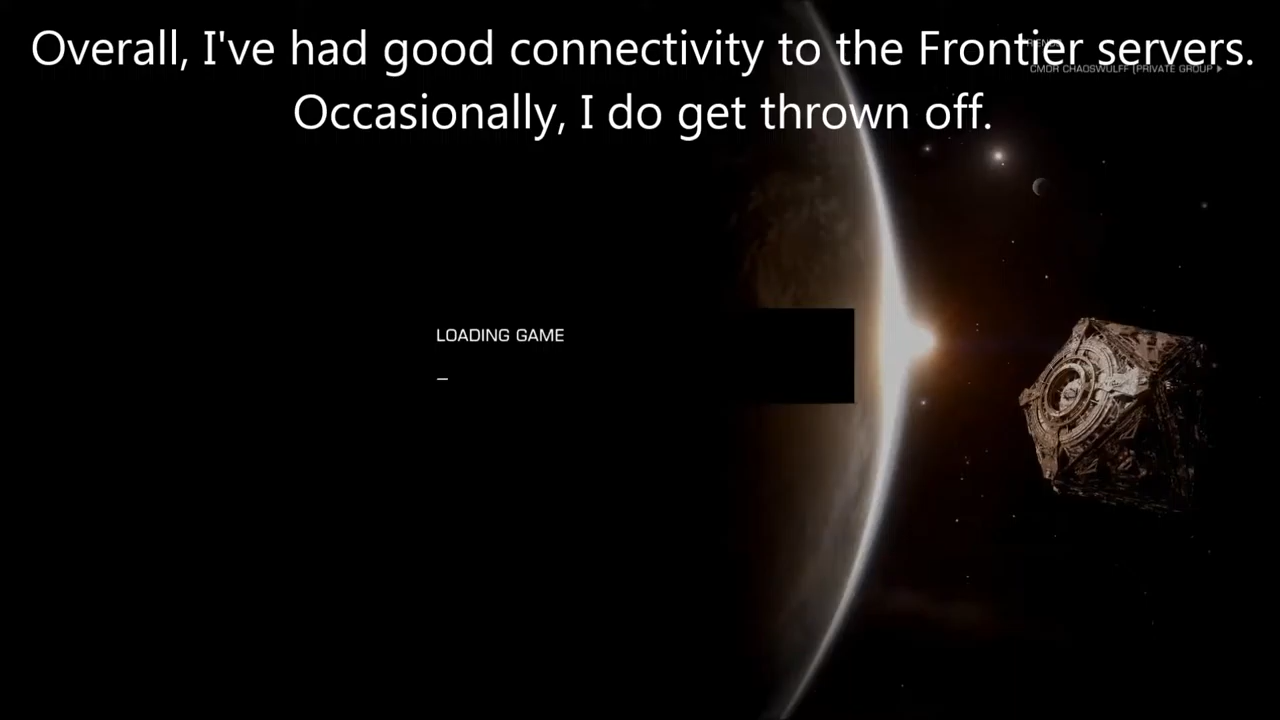 Overall, I've had good connectivity to the Frontier servers.
Occasionally, I do get thrown off.
CMDR CHAOSWULFF (PRIVATE GROUP
LOADING GAME
_